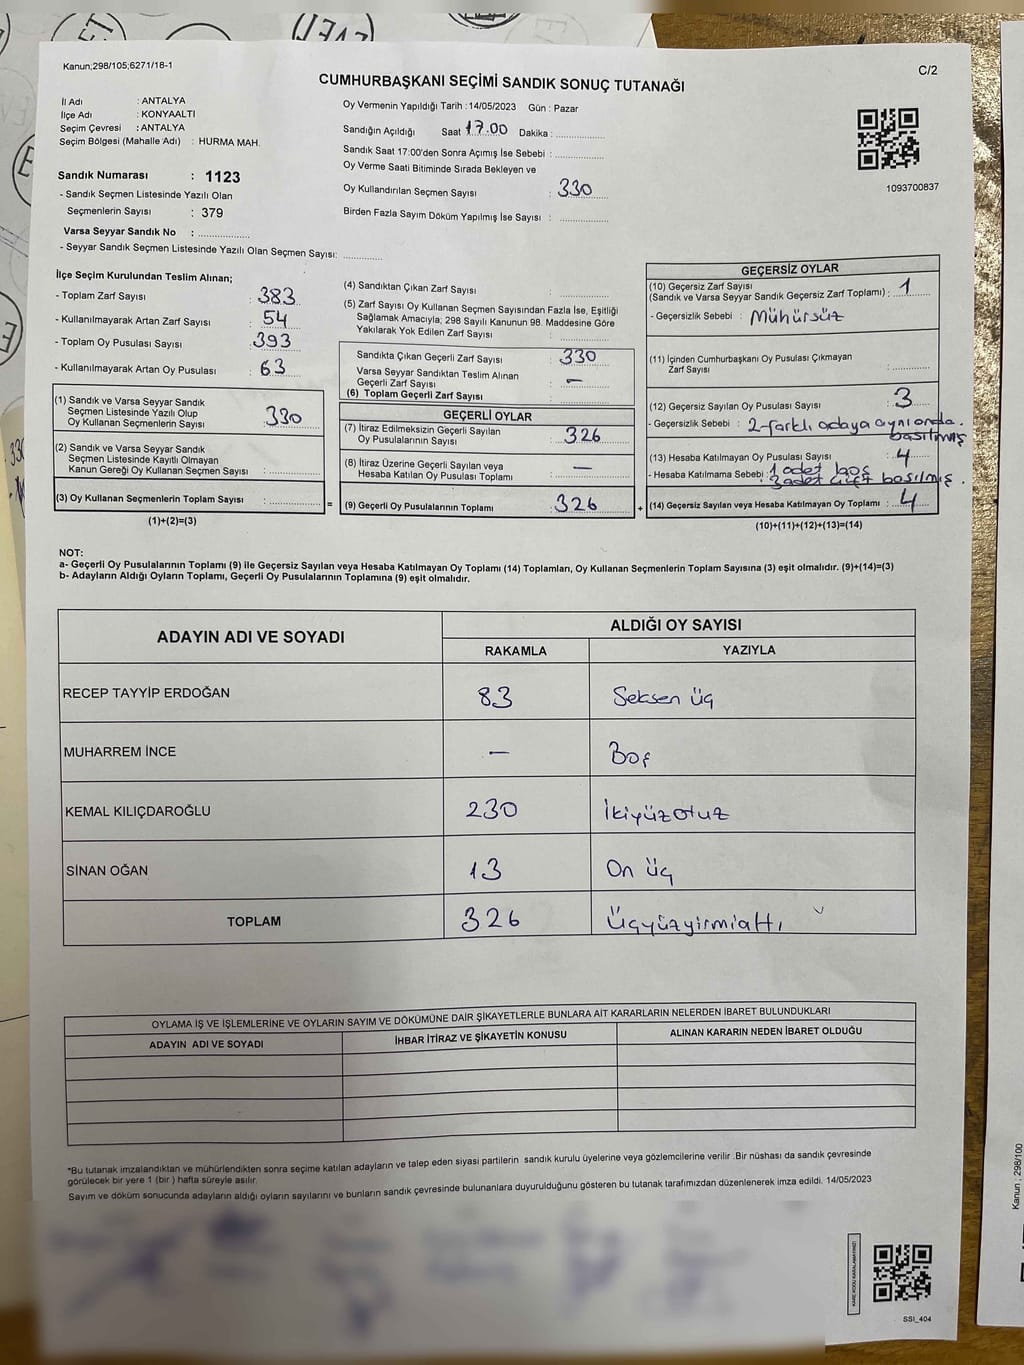 Kanun;298/105;6271/18-1
C/2
CUMHURBAŞKANI SEÇİMİ SANDIK SONUÇ TUTANAĞI
İl Adı : ANTALYA
İlçe Adı : KONYAALTI
Seçim Çevresi : ANTALYA
Seçim Bölgesi (Mahalle Adı) : HURMA MAH.
Sandık Numarası : 1123
- Sandık Seçmen Listesinde Yazılı Olan
Seçmenlerin Sayısı : 379
Varsa Seyyar Sandık No : ..............
- Seyyar Sandık Seçmen Listesinde Yazılı Olan Seçmen Sayısı: ............
Oy Vermenin Yapıldığı Tarih : 14/05/2023 Gün : Pazar
Sandığın Açıldığı Saat 17.00 Dakika : ..............
Sandık Saat 17:00'den Sonra Açımış İse Sebebi : ..............
Oy Verme Saati Bitiminde Sırada Bekleyen ve
Oy Kullandırılan Seçmen Sayısı : 330
Birden Fazla Sayım Döküm Yapılmış İse Sayısı : ..............
1093700837
İlçe Seçim Kurulundan Teslim Alınan;
- Toplam Zarf Sayısı : 383
- Kullanılmayarak Artan Zarf Sayısı : 54
- Toplam Oy Pusulası Sayısı : 393
- Kullanılmayarak Artan Oy Pusulası : 63
(1) Sandık ve Varsa Seyyar Sandık
Seçmen Listesinde Yazılı Olup
Oy Kullanan Seçmenlerin Sayısı : 330
(2) Sandık ve Varsa Seyyar Sandık
Seçmen Listesinde Kayıtlı Olmayan
Kanun Gereği Oy Kullanan Seçmen Sayısı : ..............
(3) Oy Kullanan Seçmenlerin Toplam Sayısı : ..............
(1)+(2)=(3)
=
(4) Sandıktan Çıkan Zarf Sayısı : ..............
(5) Zarf Sayısı Oy Kullanan Seçmen Sayısından Fazla İse, Eşitliği
Sağlamak Amacıyla; 298 Sayılı Kanunun 98. Maddesine Göre
Yakılarak Yok Edilen Zarf Sayısı : ..............
Sandıkta Çıkan Geçerli Zarf Sayısı : 330
Varsa Seyyar Sandıktan Teslim Alınan
Geçerli Zarf Sayısı : —
(6) Toplam Geçerli Zarf Sayısı : ..............
GEÇERLİ OYLAR
(7) İtiraz Edilmeksizin Geçerli Sayılan
Oy Pusulalarının Sayısı : 326
(8) İtiraz Üzerine Geçerli Sayılan veya
Hesaba Katılan Oy Pusulası Toplamı : —
(9) Geçerli Oy Pusulalarının Toplamı : 326
+
GEÇERSİZ OYLAR
(10) Geçersiz Zarf Sayısı
(Sandık ve Varsa Seyyar Sandık Geçersiz Zarf Toplamı) : 1
- Geçersizlik Sebebi : Mühürsüz
(11) İçinden Cumhurbaşkanı Oy Pusulası Çıkmayan
Zarf Sayısı : ..............
(12) Geçersiz Sayılan Oy Pusulası Sayısı : 3
- Geçersizlik Sebebi : 2 farklı adaya aynı anda.
basılmış
(13) Hesaba Katılmayan Oy Pusulası Sayısı : 4
- Hesaba Katılmama Sebebi : 1 adet boş
3 adet çift basılmış.
(14) Geçersiz Sayılan veya Hesaba Katılmayan Oy Toplamı : 4
(10)+(11)+(12)+(13)=(14)
NOT:
a- Geçerli Oy Pusulalarının Toplamı (9) ile Geçersiz Sayılan veya Hesaba Katılmayan Oy Toplamı (14) Toplamları, Oy Kullanan Seçmenlerin Toplam Sayısına (3) eşit olmalıdır. (9)+(14)=(3)
b- Adayların Aldığı Oyların Toplamı, Geçerli Oy Pusulalarının Toplamına (9) eşit olmalıdır.
ADAYIN ADI VE SOYADI
ALDIĞI OY SAYISI
RAKAMLA YAZIYLA
RECEP TAYYİP ERDOĞAN 83 Seksen üç
MUHARREM İNCE — Boş
KEMAL KILIÇDAROĞLU 230 İkiyüzotuz
SİNAN OĞAN 13 On üç
TOPLAM 326 Üçyüzyirmialtı
OYLAMA İŞ VE İŞLEMLERİNE VE OYLARIN SAYIM VE DÖKÜMÜNE DAİR ŞİKAYETLERLE BUNLARA AİT KARARLARIN NELERDEN İBARET BULUNDUKLARI
ADAYIN ADI VE SOYADI İHBAR İTİRAZ VE ŞİKAYETİN KONUSU ALINAN KARARIN NEDEN İBARET OLDUĞU
*Bu tutanak imzalandıktan ve mühürlendikten sonra seçime katılan adayların ve talep eden siyasi partilerin sandık kurulu üyelerine veya gözlemcilerine verilir .Bir nüshası da sandık çevresinde
görülecek bir yere 1 (bir ) hafta süreyle asılır.
Sayım ve döküm sonucunda adayların aldığı oyların sayılarını ve bunların sandık çevresinde bulunanlara duyurulduğunu gösteren bu tutanak tarafımızdan düzenlenerek imza edildi. 14/05/2023
KARE KODU KARALAMAYINIZ!
SSI_404
Kanun ; 298/100